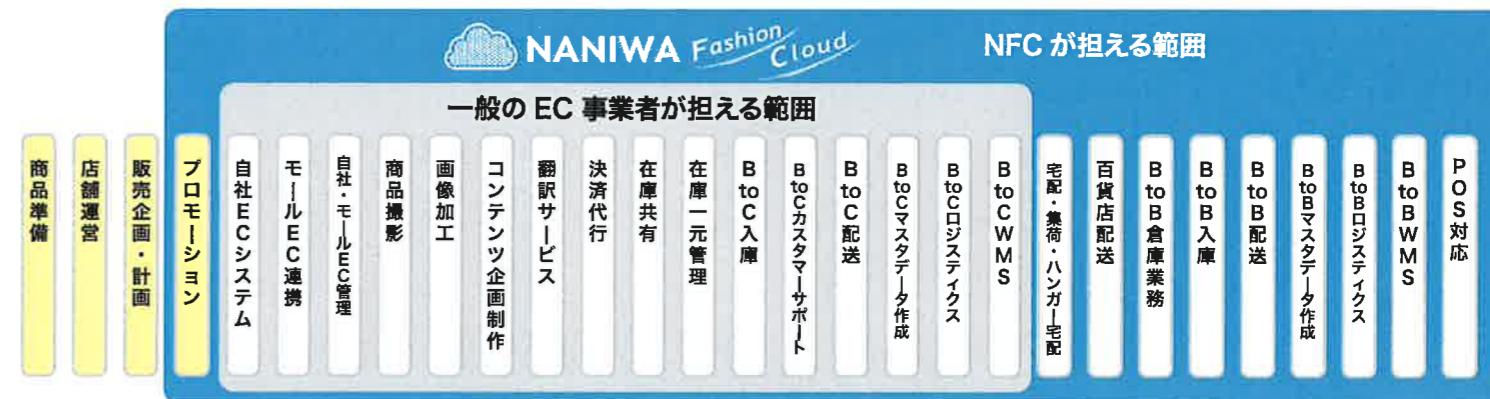 NANIWA Fashion Cloud
NFC が担える範囲
一般の EC 事業者が担える範囲
商品準備
店舗運営
販売企画・計画
プロモーション
自社ECシステム
モールEC連携
自社・モールEC管理
商品撮影
画像加工
コンテンツ企画制作
翻訳サービス
決済代行
在庫共有
在庫一元管理
BtoC入庫
BtoCカスタマーサポート
BtoC配送
BtoCマスタデータ作成
BtoCロジスティクス
BtoCWMS
宅配・集荷・ハンガー宅配
百貨店配送
BtoB倉庫業務
BtoB入庫
BtoB配送
BtoBマスタデータ作成
BtoBロジスティクス
BtoBWMS
POS対応